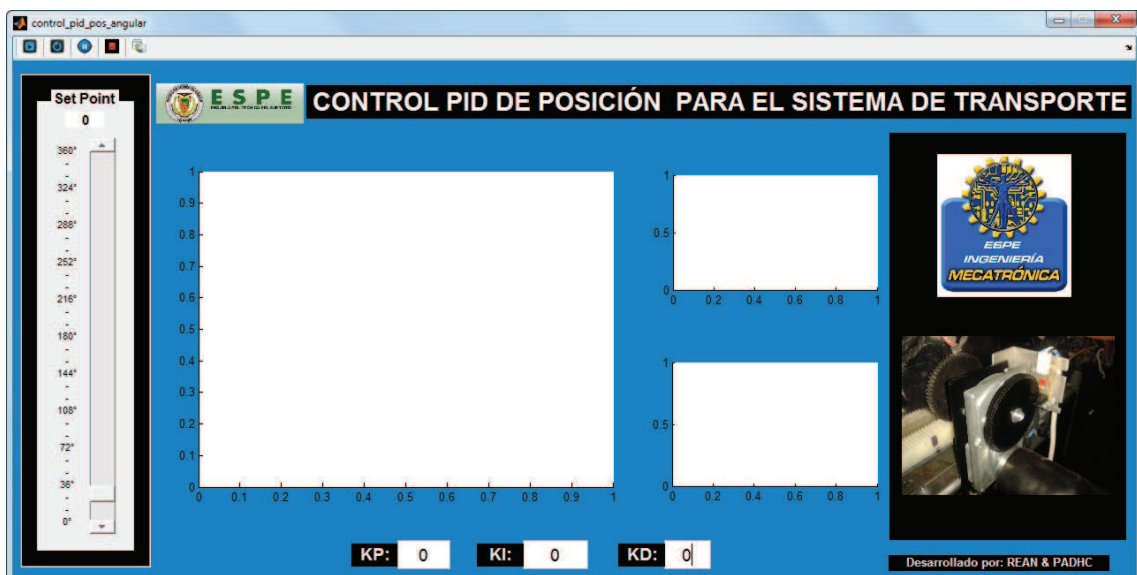 control_pid_pos_angular
Set Point
0
360°
324°
288°
252°
216°
180°
144°
108°
72°
36°
0°
E S P E
CONTROL PID DE POSICIÓN PARA EL SISTEMA DE TRANSPORTE
1
0.9
0.8
0.7
0.6
0.5
0.4
0.3
0.2
0.1
0
0 0.1 0.2 0.3 0.4 0.5 0.6 0.7 0.8 0.9 1
1
0.5
0
0 0.2 0.4 0.6 0.8 1
1
0.5
0
0 0.2 0.4 0.6 0.8 1
ESPE
INGENIERÍA
MECATRÓNICA
KP: 0 KI: 0 KD: 0
Desarrollado por: REAN & PADHC